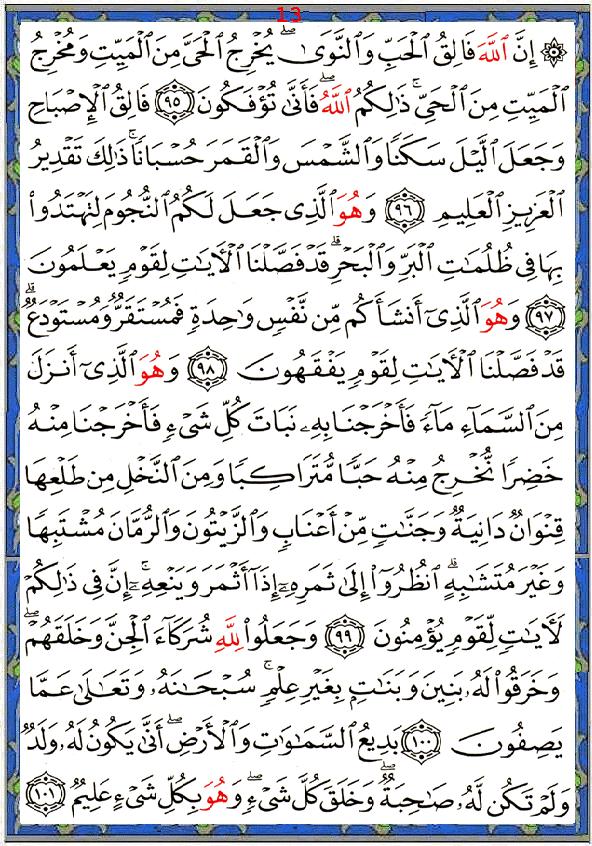 13
۞ إِنَّ ٱللَّهَ فَالِقُ ٱلْحَبِّ وَٱلنَّوَىٰ ۖ يُخْرِجُ ٱلْحَىَّ مِنَ ٱلْمَيِّتِ وَمُخْرِجُ
ٱلْمَيِّتِ مِنَ ٱلْحَىِّ ۚ ذَٰلِكُمُ ٱللَّهُ ۖ فَأَنَّىٰ تُؤْفَكُونَ ٩٥ فَالِقُ ٱلْإِصْبَاحِ
وَجَعَلَ ٱلَّيْلَ سَكَنًا وَٱلشَّمْسَ وَٱلْقَمَرَ حُسْبَانًا ۚ ذَٰلِكَ تَقْدِيرُ
ٱلْعَزِيزِ ٱلْعَلِيمِ ٩٦ وَهُوَ ٱلَّذِى جَعَلَ لَكُمُ ٱلنُّجُومَ لِتَهْتَدُوا۟
بِهَا فِى ظُلُمَٰتِ ٱلْبَرِّ وَٱلْبَحْرِ ۗ قَدْ فَصَّلْنَا ٱلْءَايَٰتِ لِقَوْمٍ يَعْلَمُونَ
٩٧ وَهُوَ ٱلَّذِىٓ أَنشَأَكُم مِّن نَّفْسٍ وَٰحِدَةٍ فَمُسْتَقَرٌّ وَمُسْتَوْدَعٌ ۗ
قَدْ فَصَّلْنَا ٱلْءَايَٰتِ لِقَوْمٍ يَفْقَهُونَ ٩٨ وَهُوَ ٱلَّذِىٓ أَنزَلَ
مِنَ ٱلسَّمَآءِ مَآءً فَأَخْرَجْنَا بِهِۦ نَبَاتَ كُلِّ شَىْءٍ فَأَخْرَجْنَا مِنْهُ
خَضِرًا نُّخْرِجُ مِنْهُ حَبًّا مُّتَرَاكِبًا وَمِنَ ٱلنَّخْلِ مِن طَلْعِهَا
قِنْوَانٌ دَانِيَةٌ وَجَنَّٰتٍ مِّنْ أَعْنَابٍ وَٱلزَّيْتُونَ وَٱلرُّمَّانَ مُشْتَبِهًا
وَغَيْرَ مُتَشَٰبِهٍ ۗ ٱنظُرُوٓا۟ إِلَىٰ ثَمَرِهِۦٓ إِذَآ أَثْمَرَ وَيَنْعِهِۦٓ ۚ إِنَّ فِى ذَٰلِكُمْ
لَءَايَٰتٍ لِّقَوْمٍ يُؤْمِنُونَ ٩٩ وَجَعَلُوا۟ لِلَّهِ شُرَكَآءَ ٱلْجِنَّ وَخَلَقَهُمْ ۖ
وَخَرَقُوا۟ لَهُۥ بَنِينَ وَبَنَٰتٍۭ بِغَيْرِ عِلْمٍ ۚ سُبْحَٰنَهُۥ وَتَعَٰلَىٰ عَمَّا
يَصِفُونَ ١٠٠ بَدِيعُ ٱلسَّمَٰوَٰتِ وَٱلْأَرْضِ ۖ أَنَّىٰ يَكُونُ لَهُۥ وَلَدٌ
وَلَمْ تَكُن لَّهُۥ صَٰحِبَةٌ ۖ وَخَلَقَ كُلَّ شَىْءٍ ۖ وَهُوَ بِكُلِّ شَىْءٍ عَلِيمٌ ١٠١